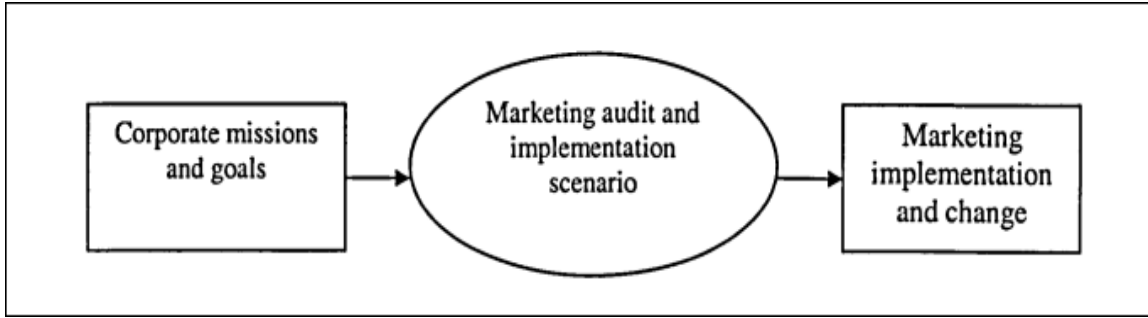 Corporate missions
and goals
Marketing audit and
implementation
scenario
Marketing
implementation
and change